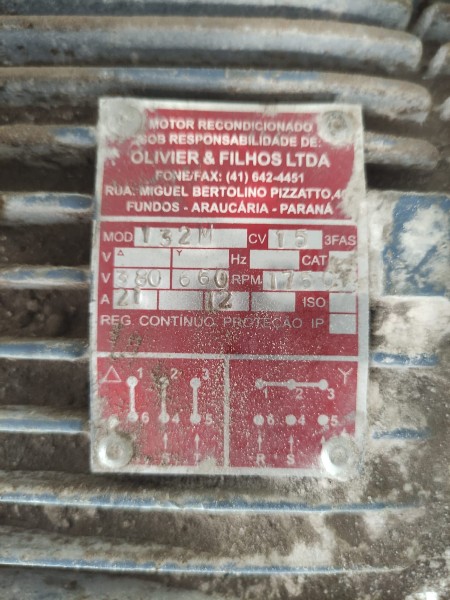 MOTOR RECONDICIONADO
SOB RESPONSABILIDADE DE:
OLIVIER & FILHOS LTDA
FONE/FAX: (41) 642-4451
RUA: MIGUEL BERTOLINO PIZZATTO,
FUNDOS - ARAUCÁRIA - PARANÁ
MOD 132M CV 15 3FAS
V Δ Y Hz CAT
V 380 660 RPM
A 21 12 ISO
REG. CONTÍNUO PROTEÇÃO IP
Δ 1 2 3 1 2 3 Y
6 4 5 6 4 5
R S